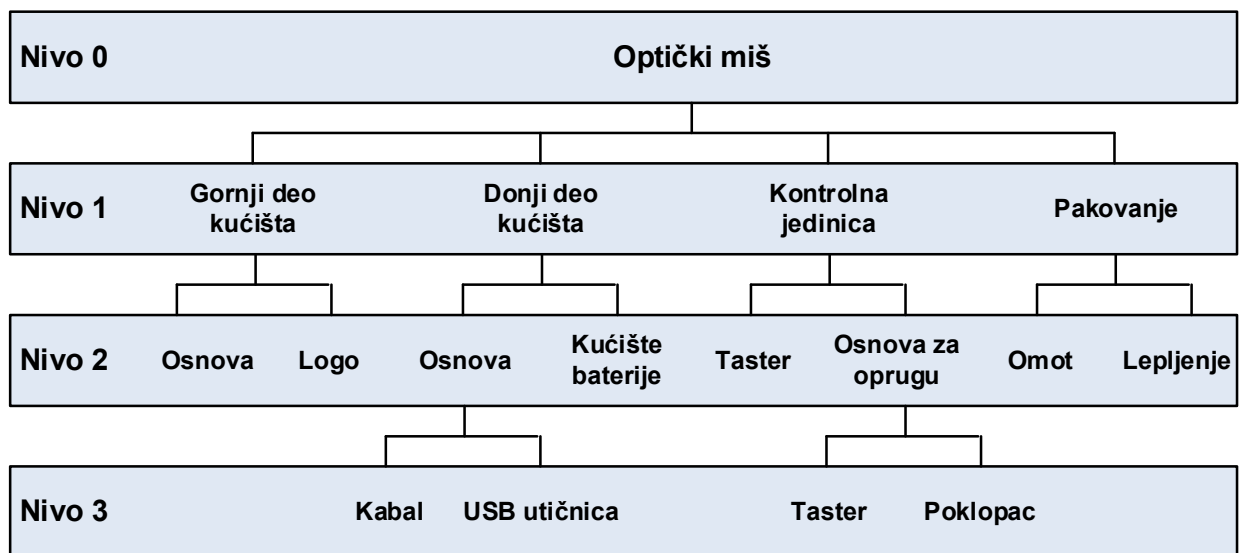 Nivo 0
Optički miš
Nivo 1
Gornji deo
kućišta
Donji deo
kućišta
Kontrolna
jedinica
Pakovanje
Nivo 2
Osnova
Logo
Osnova
Kućište
baterije
Taster
Osnova za
oprugu
Omot
Lepljenje
Nivo 3
Kabal
USB utičnica
Taster
Poklopac